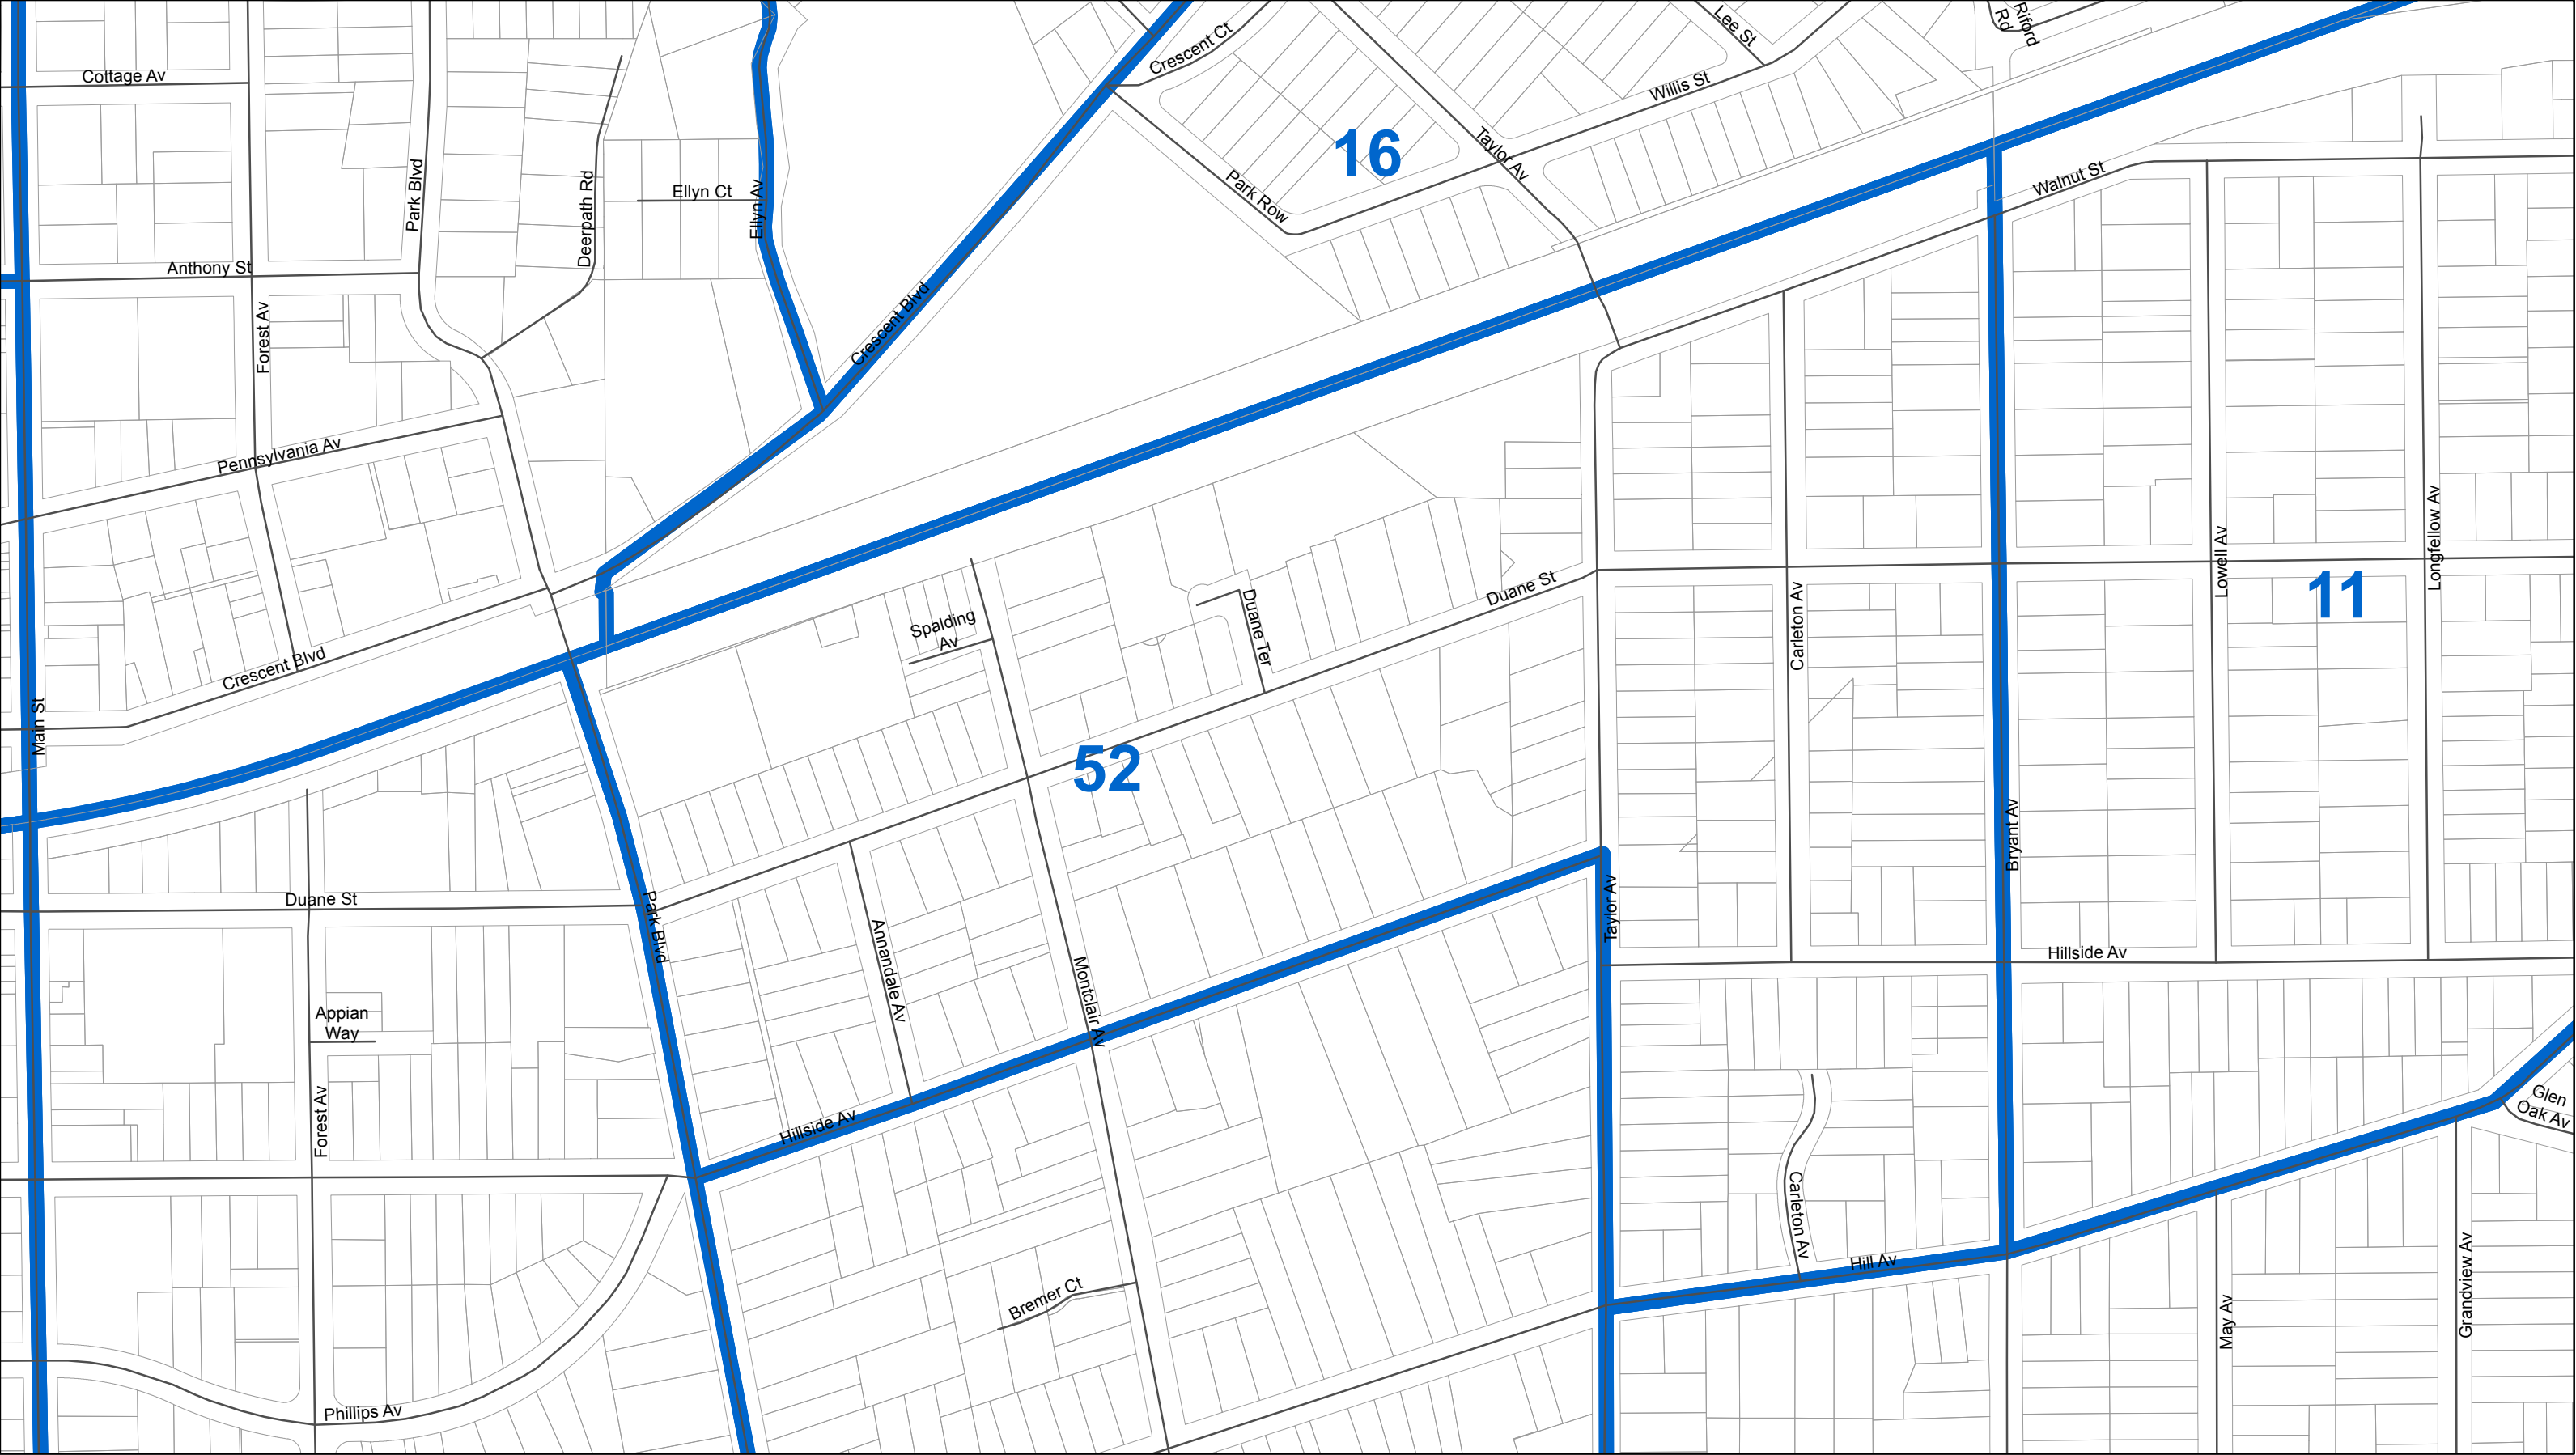 Cottage Av
Park Blvd
Deerpath Rd
Ellyn Ct
Ellyn Av
Crescent Ct
Lee St
Riford
Rd
Willis St
16
Taylor Av
Park Row
Walnut St
Anthony St
Forest Av
Crescent Blvd
Pennsylvania Av
Lowell Av
Longfellow Av
11
Carleton Av
Duane St
Duane Ter
Spalding
Av
Crescent Blvd
Main St
52
Bryant Av
Duane St
Park Blvd
Annandale Av
Montclair Av
Taylor Av
Hillside Av
Appian
Way
Forest Av
Hillside Av
Glen
Oak Av
Carleton Av
Hill Av
Bremer Ct
May Av
Grandview Av
Phillips Av